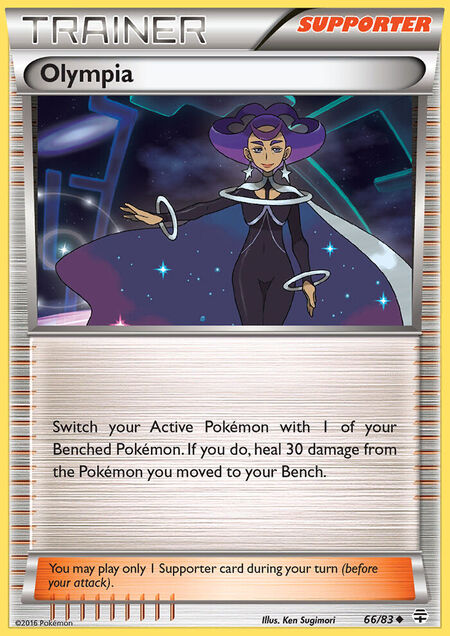 TRAINER SUPPORTER
Olympia
Switch your Active Pokémon with 1 of your
Benched Pokémon. If you do, heal 30 damage from
the Pokémon you moved to your Bench.
You may play only 1 Supporter card during your turn (before
your attack).
©2016 Pokémon Illus. Ken Sugimori 66/83 ◆